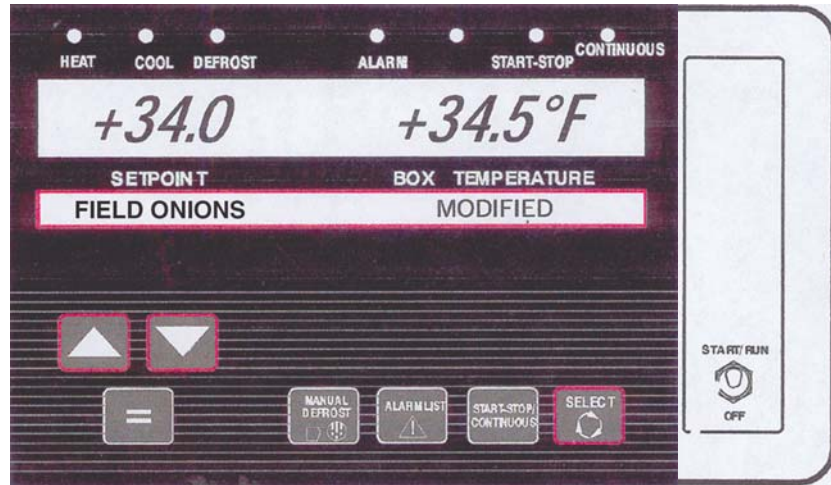 HEAT COOL DEFROST ALARM START-STOP CONTINUOUS
+34.0 +34.5°F
SETPOINT BOX TEMPERATURE
FIELD ONIONS MODIFIED
START/RUN
OFF
=
MANUAL DEFROST
ALARM LIST
START-STOP/
CONTINUOUS
SELECT